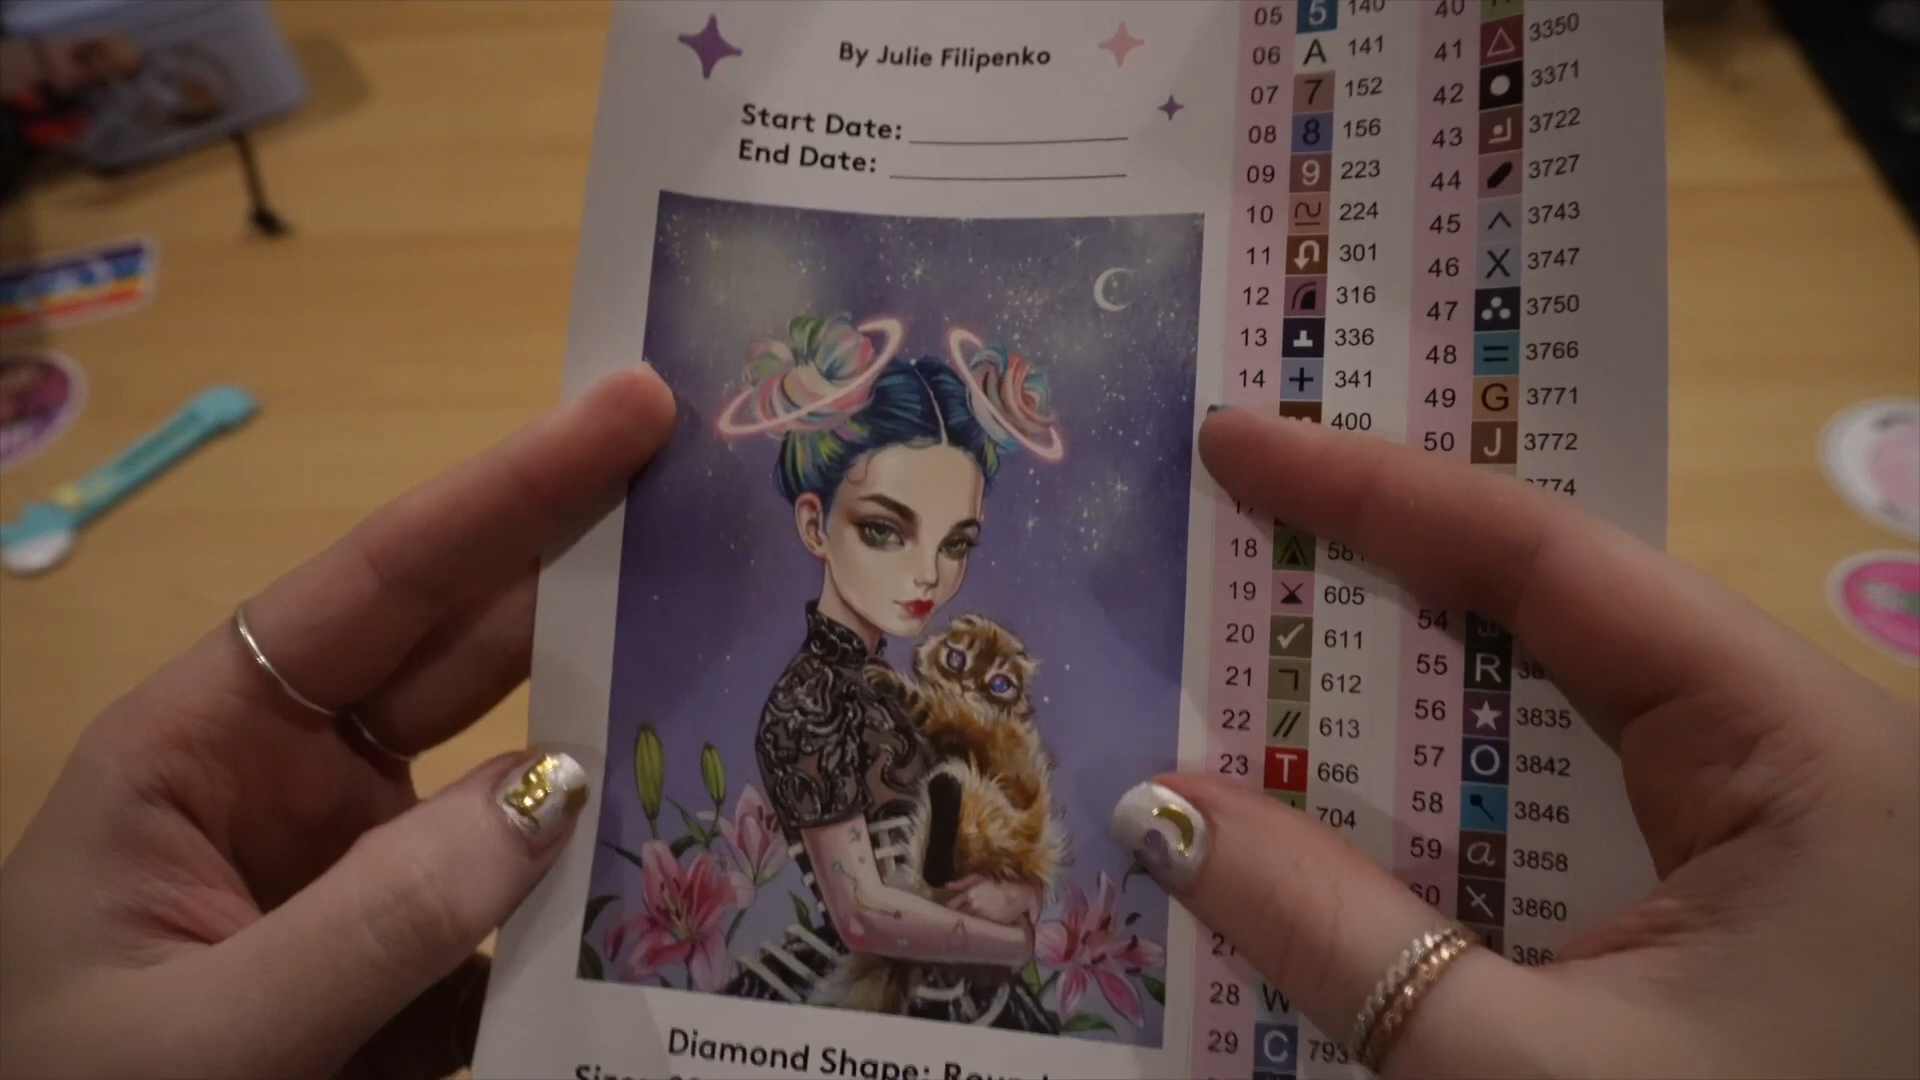 By Julie Filipenko
Start Date:
End Date:
Diamond Shape:
05 5 140
06 A 141
07 7 152
08 8 156
09 9 223
10 224
11 301
12 316
13 336
14 + 341
400
18
19 605
20 611
21 612
22 // 613
23 T 666
704
28 W
29 C 793
40
41 3350
42 3371
43 3722
44 3727
45 3743
46 X 3747
47 3750
48 = 3766
49 G 3771
50 J 3772
3774
54
55 R
56 3835
57 O 3842
58 3846
59 a 3858
60 3860